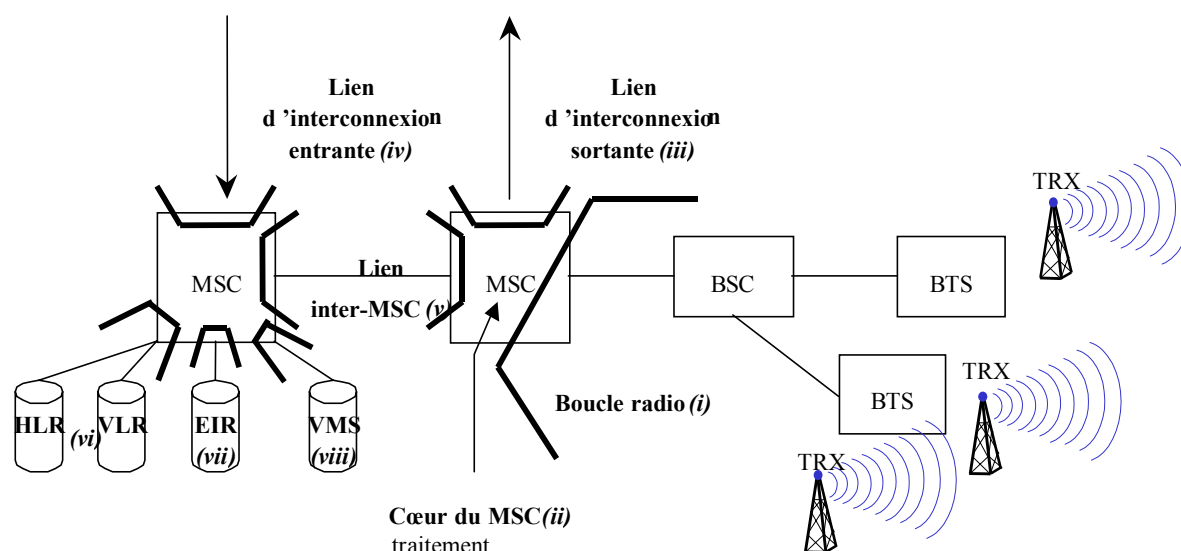 Lien
d ’interconnexion
entrante (iv)
Lien
d ’interconnexion
sortante (iii)
TRX
MSC
Lien
inter-MSC (v)
MSC
BSC
BTS
TRX
BTS
Boucle radio (i)
HLR
(vi)
VLR
EIR
(vii)
VMS
(viii)
TRX
Cœur du MSC (ii)
traitement